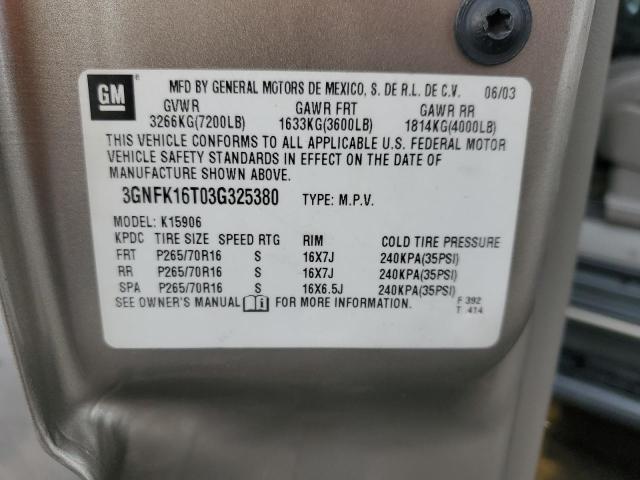 GM ® MFD BY GENERAL MOTORS DE MEXICO, S. DE R.L. DE C.V. 06/03
GVWR GAWR FRT GAWR RR
3266KG(7200LB) 1633KG(3600LB) 1814KG(4000LB)
THIS VEHICLE CONFORMS TO ALL APPLICABLE U.S. FEDERAL MOTOR
VEHICLE SAFETY STANDARDS IN EFFECT ON THE DATE OF
MANUFACTURE SHOWN ABOVE.
3GNFK16T03G325380 TYPE: M.P.V.
MODEL: K15906
KPDC TIRE SIZE SPEED RTG RIM COLD TIRE PRESSURE
FRT P265/70R16 S 16X7J 240KPA(35PSI)
RR P265/70R16 S 16X7J 240KPA(35PSI)
SPA P265/70R16 S 16X6.5J 240KPA(35PSI)
SEE OWNER'S MANUAL i FOR MORE INFORMATION.
F 392
T 414